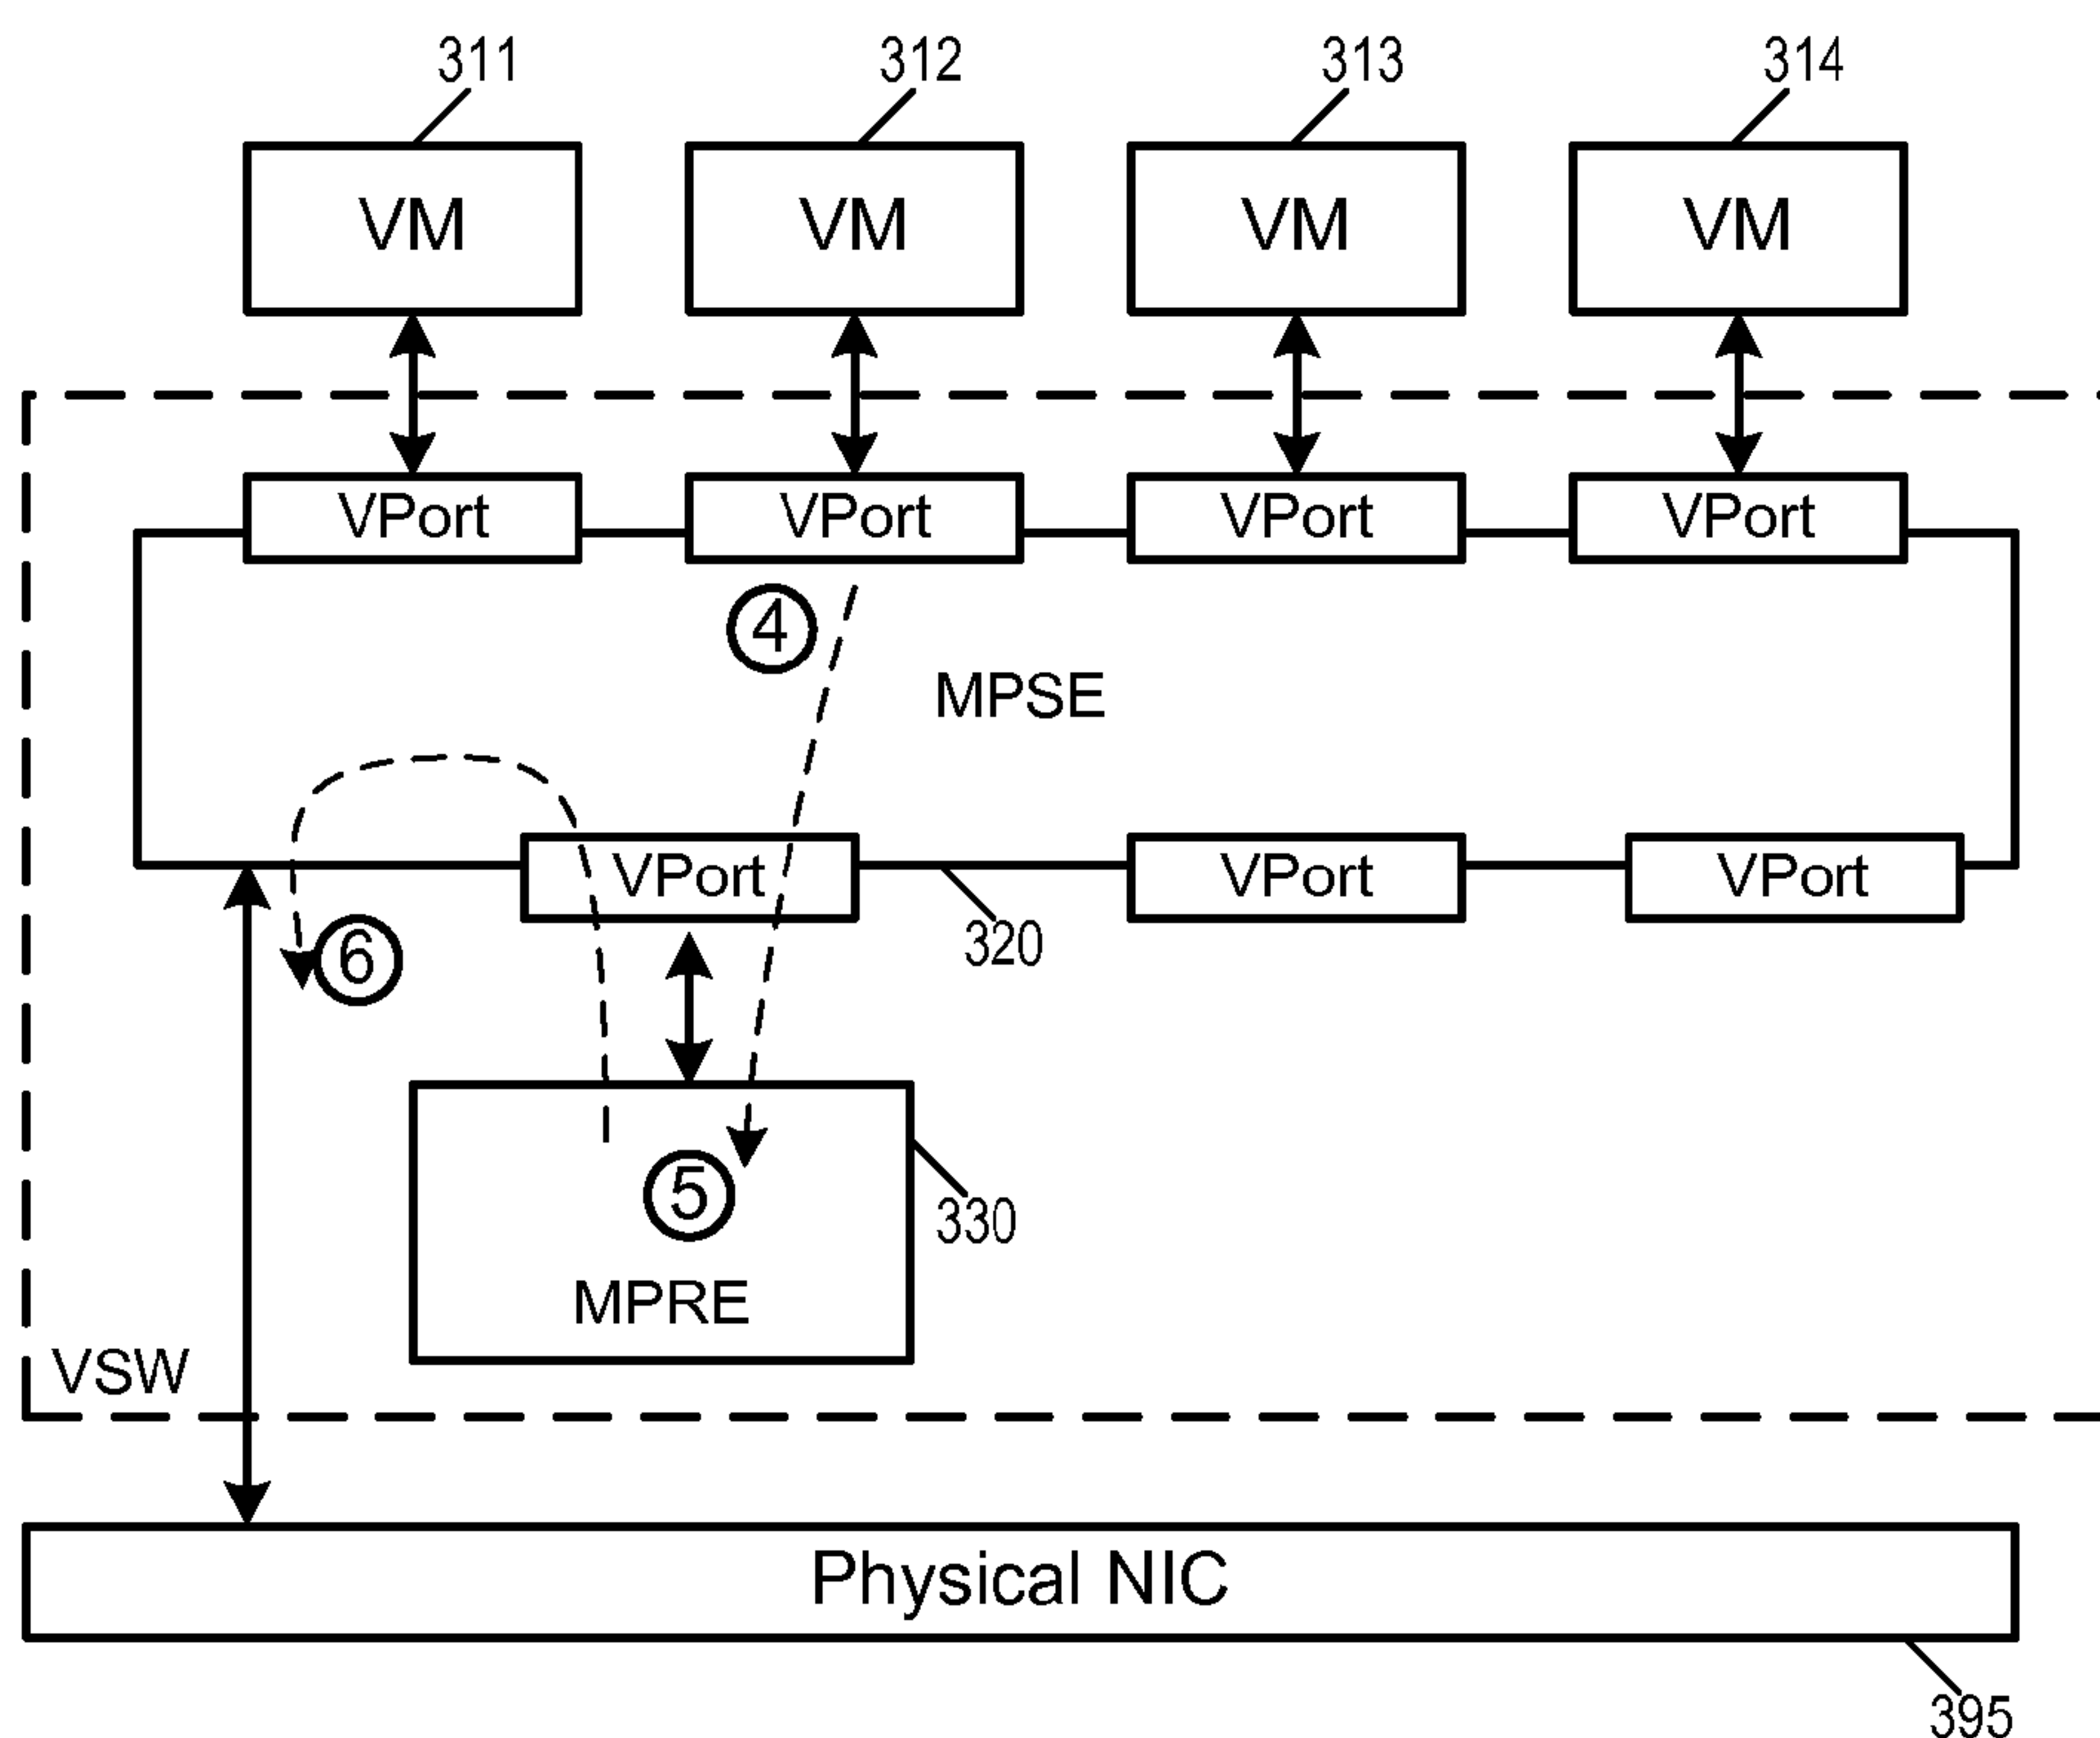 311
312
313
314
VM
VM
VM
VM
VPort
VPort
VPort
VPort
4
MPSE
VPort
VPort
VPort
320
6
5
330
MPRE
VSW
Physical NIC
395